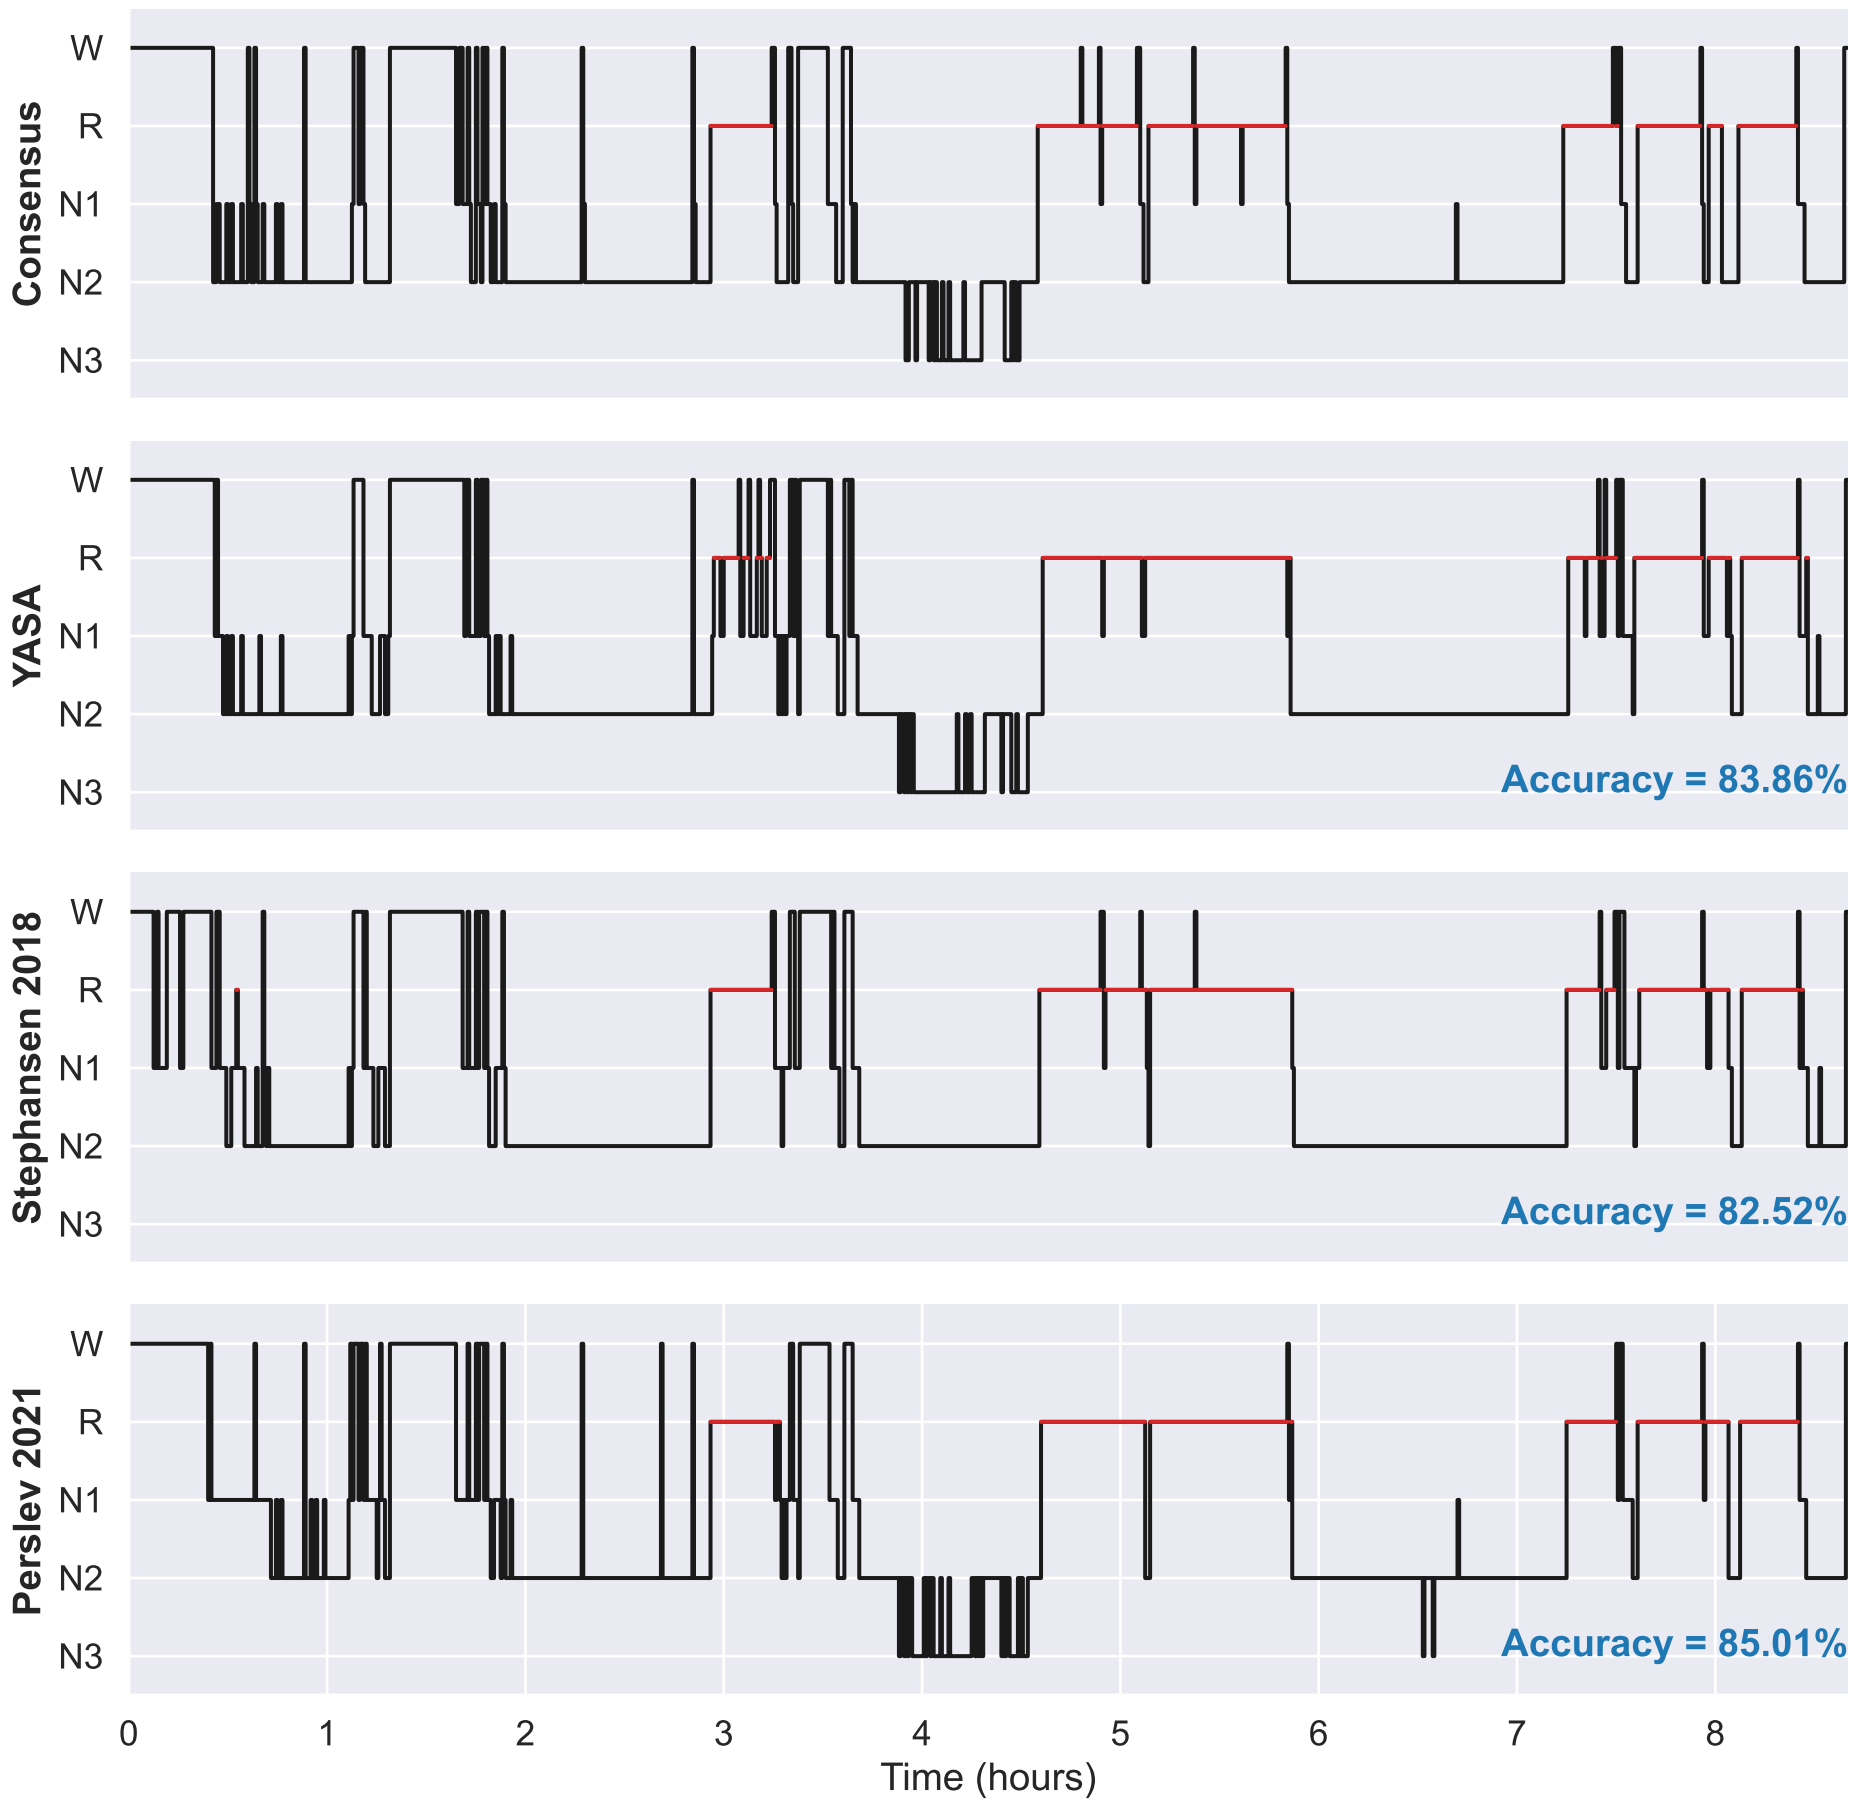 Consensus
W
R
N1
N2
N3
YASA
W
R
N1
N2
N3
Accuracy = 83.86%
Stephansen 2018
W
R
N1
N2
N3
Accuracy = 82.52%
Perslev 2021
W
R
N1
N2
N3
Accuracy = 85.01%
0 1 2 3 4 5 6 7 8
Time (hours)